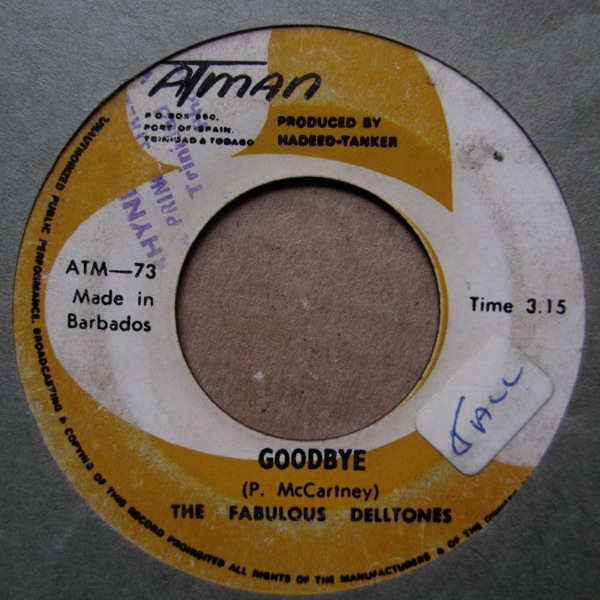 ATMAN
P.O. BOX 550,
PORT OF SPAIN,
TRINIDAD & TOBAGO
PRODUCED BY
HADEED-TANKER
ATM—73
Made in
Barbados
Time 3.15
GOODBYE
(P. McCartney)
THE FABULOUS DELLTONES
UNAUTHORIZED PUBLIC PERFORMANCE, BROADCASTING & COPYING OF THIS RECORD PROHIBITED ALL RIGHTS OF THE MANUFACTURERS & OF THE